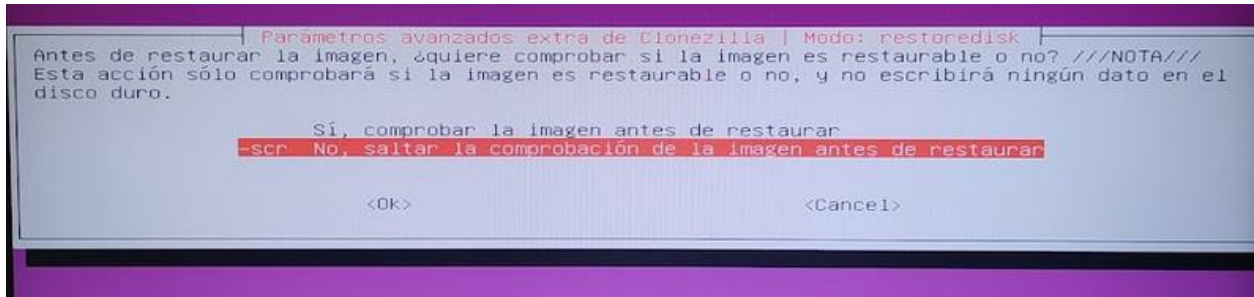 Parámetros avanzados extra de Clonezilla | Modo: restoredisk
Antes de restaurar la imagen, ¿quiere comprobar si la imagen es restaurable o no? ///NOTA///
Esta acción sólo comprobará si la imagen es restaurable o no, y no escribirá ningún dato en el
disco duro.
Sí, comprobar la imagen antes de restaurar
-scr No, saltar la comprobación de la imagen antes de restaurar
<Ok> <Cancel>